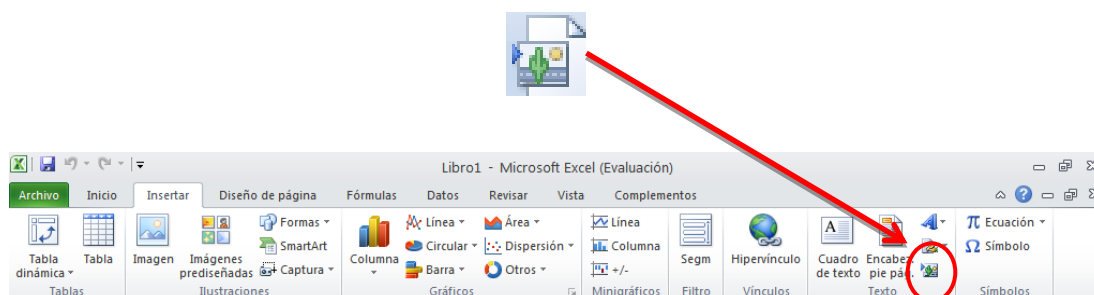 Libro1 - Microsoft Excel (Evaluación)
Archivo Inicio Insertar Diseño de página Fórmulas Datos Revisar Vista Complementos
Tabla dinámica
Tabla
Imagen
Imágenes prediseñadas
Formas
SmartArt
Captura
Columna
Línea
Circular
Barra
Área
Dispersión
Otros
Línea
Columna
+/-
Segm
Hipervínculo
A
Cuadro de texto
Encabez. pie pág.
A
π Ecuación
Ω Símbolo
Tablas Ilustraciones Gráficos Minigráficos Filtro Vínculos Texto Símbolos